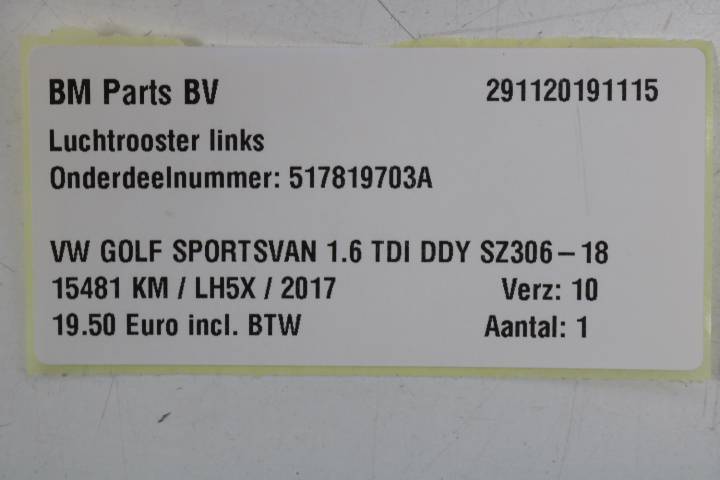 BM Parts BV 291120191115
Luchtrooster links
Onderdeelnummer: 517819703A
VW GOLF SPORTSVAN 1.6 TDI DDY SZ306-18
15481 KM / LH5X / 2017 Verz: 10
19.50 Euro incl. BTW Aantal: 1